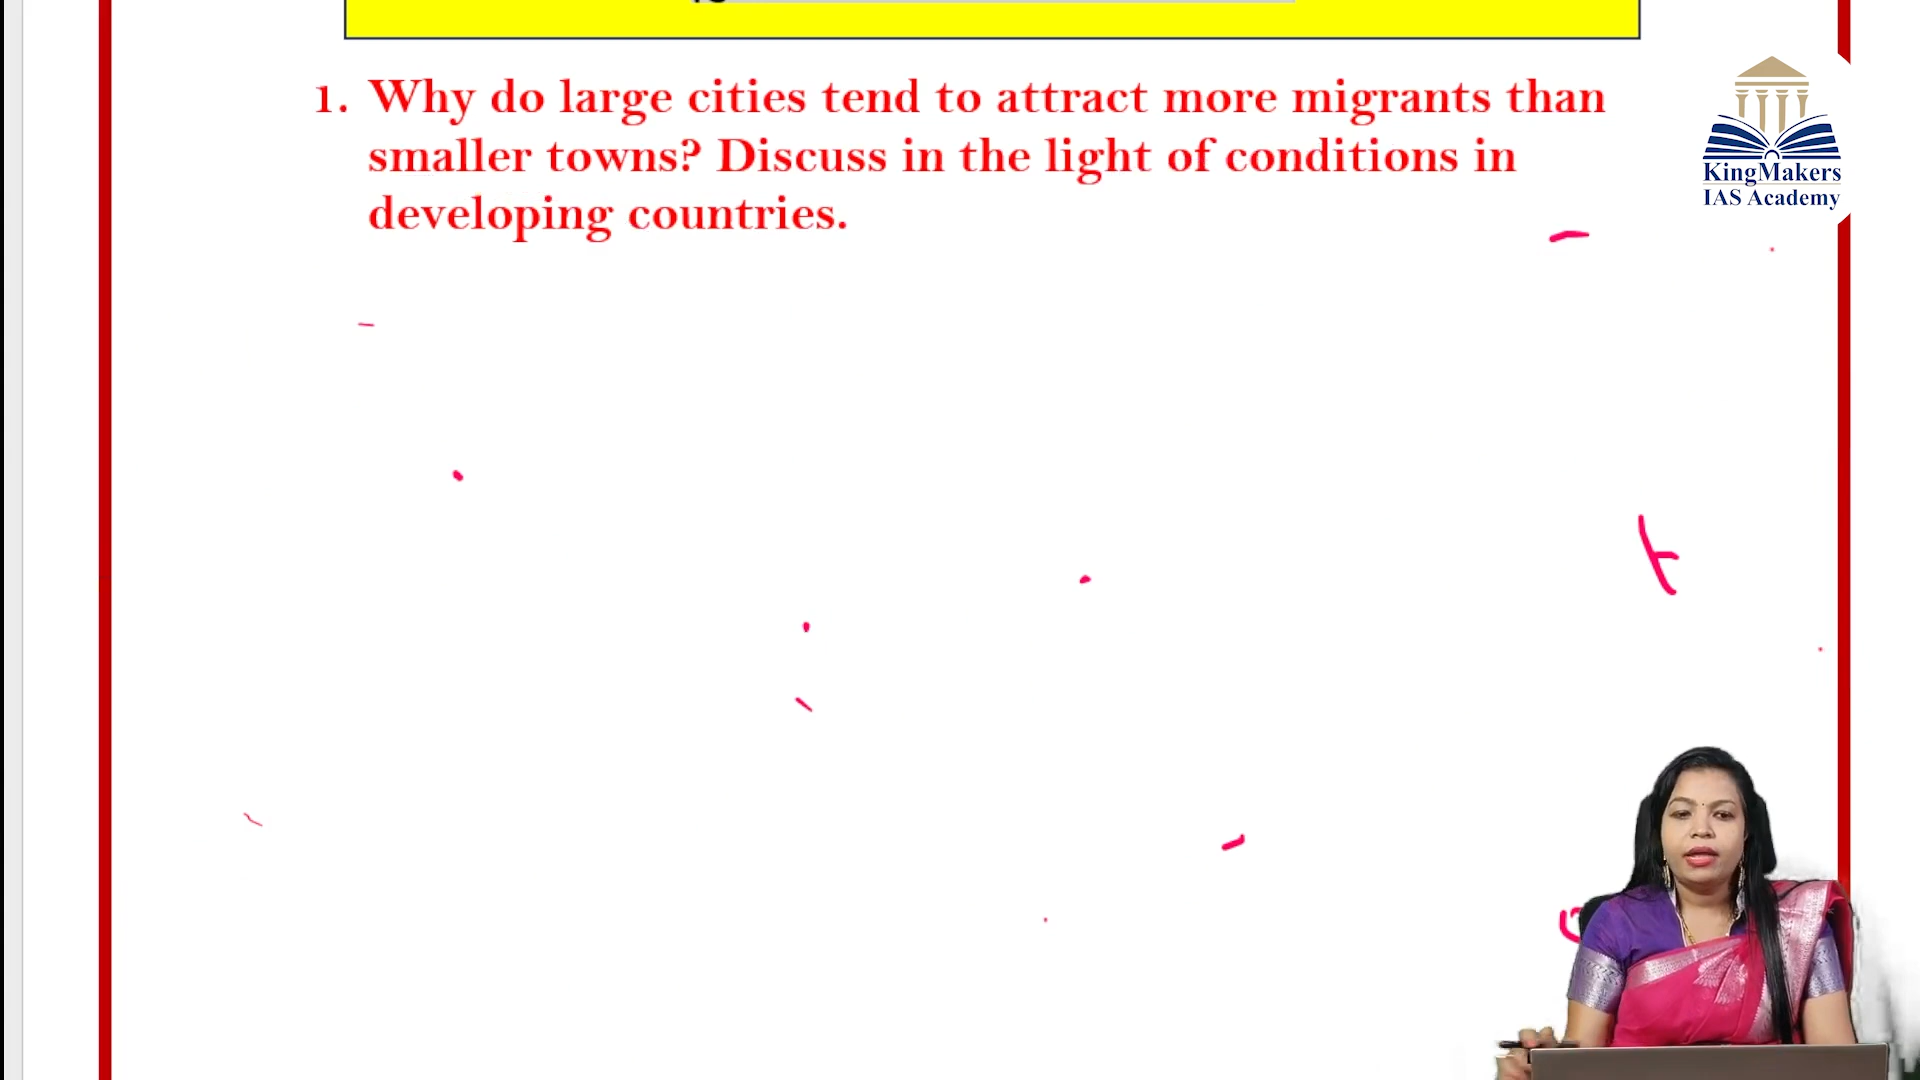 1. Why do large cities tend to attract more migrants than
smaller towns? Discuss in the light of conditions in
developing countries.
KingMakers
IAS Academy